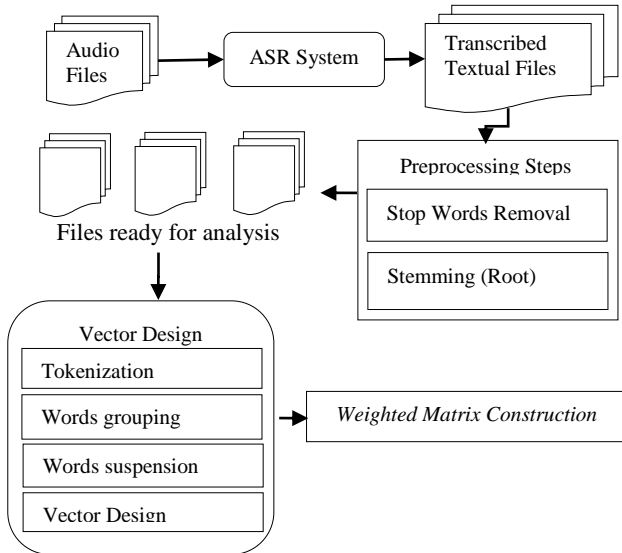 Audio
Files
ASR System
Transcribed
Textual Files
Preprocessing Steps
Stop Words Removal
Stemming (Root)
Files ready for analysis
Vector Design
Tokenization
Words grouping
Words suspension
Vector Design
Weighted Matrix Construction